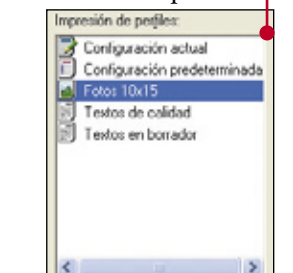 Impresión de perfiles:
Configuración actual
Configuración predeterminada
Fotos 10x15
Textos de calidad
Textos en borrador